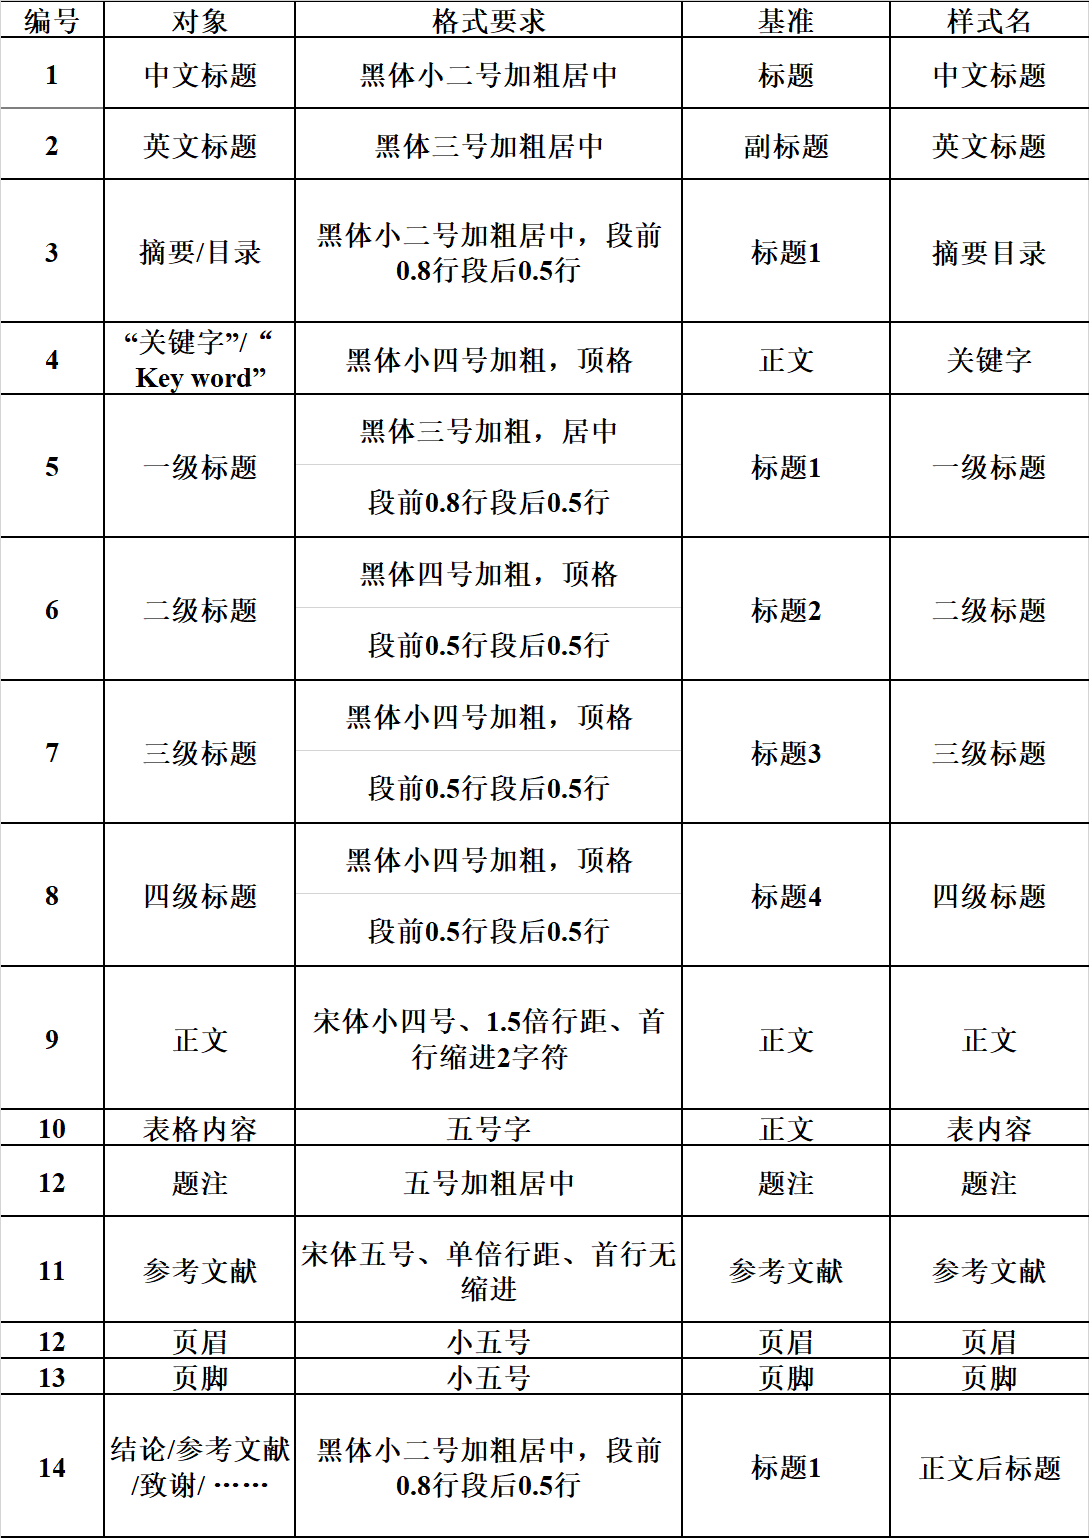 编号 对象 格式要求 基准 样式名
1 中文标题 黑体小二号加粗居中 标题 中文标题
2 英文标题 黑体三号加粗居中 副标题 英文标题
3 摘要/目录 黑体小二号加粗居中，段前
0.8行段后0.5行 标题1 摘要目录
4 “关键字”/“
Key word” 黑体小四号加粗，顶格 正文 关键字
5 一级标题 黑体三号加粗，居中
段前0.8行段后0.5行 标题1 一级标题
6 二级标题 黑体四号加粗，顶格
段前0.5行段后0.5行 标题2 二级标题
7 三级标题 黑体小四号加粗，顶格
段前0.5行段后0.5行 标题3 三级标题
8 四级标题 黑体小四号加粗，顶格
段前0.5行段后0.5行 标题4 四级标题
9 正文 宋体小四号、1.5倍行距、首
行缩进2字符 正文 正文
10 表格内容 五号字 正文 表内容
12 题注 五号加粗居中 题注 题注
11 参考文献 宋体五号、单倍行距、首行无
缩进 参考文献 参考文献
12 页眉 小五号 页眉 页眉
13 页脚 小五号 页脚 页脚
14 结论/参考文献
/致谢/ …… 黑体小二号加粗居中，段前
0.8行段后0.5行 标题1 正文后标题